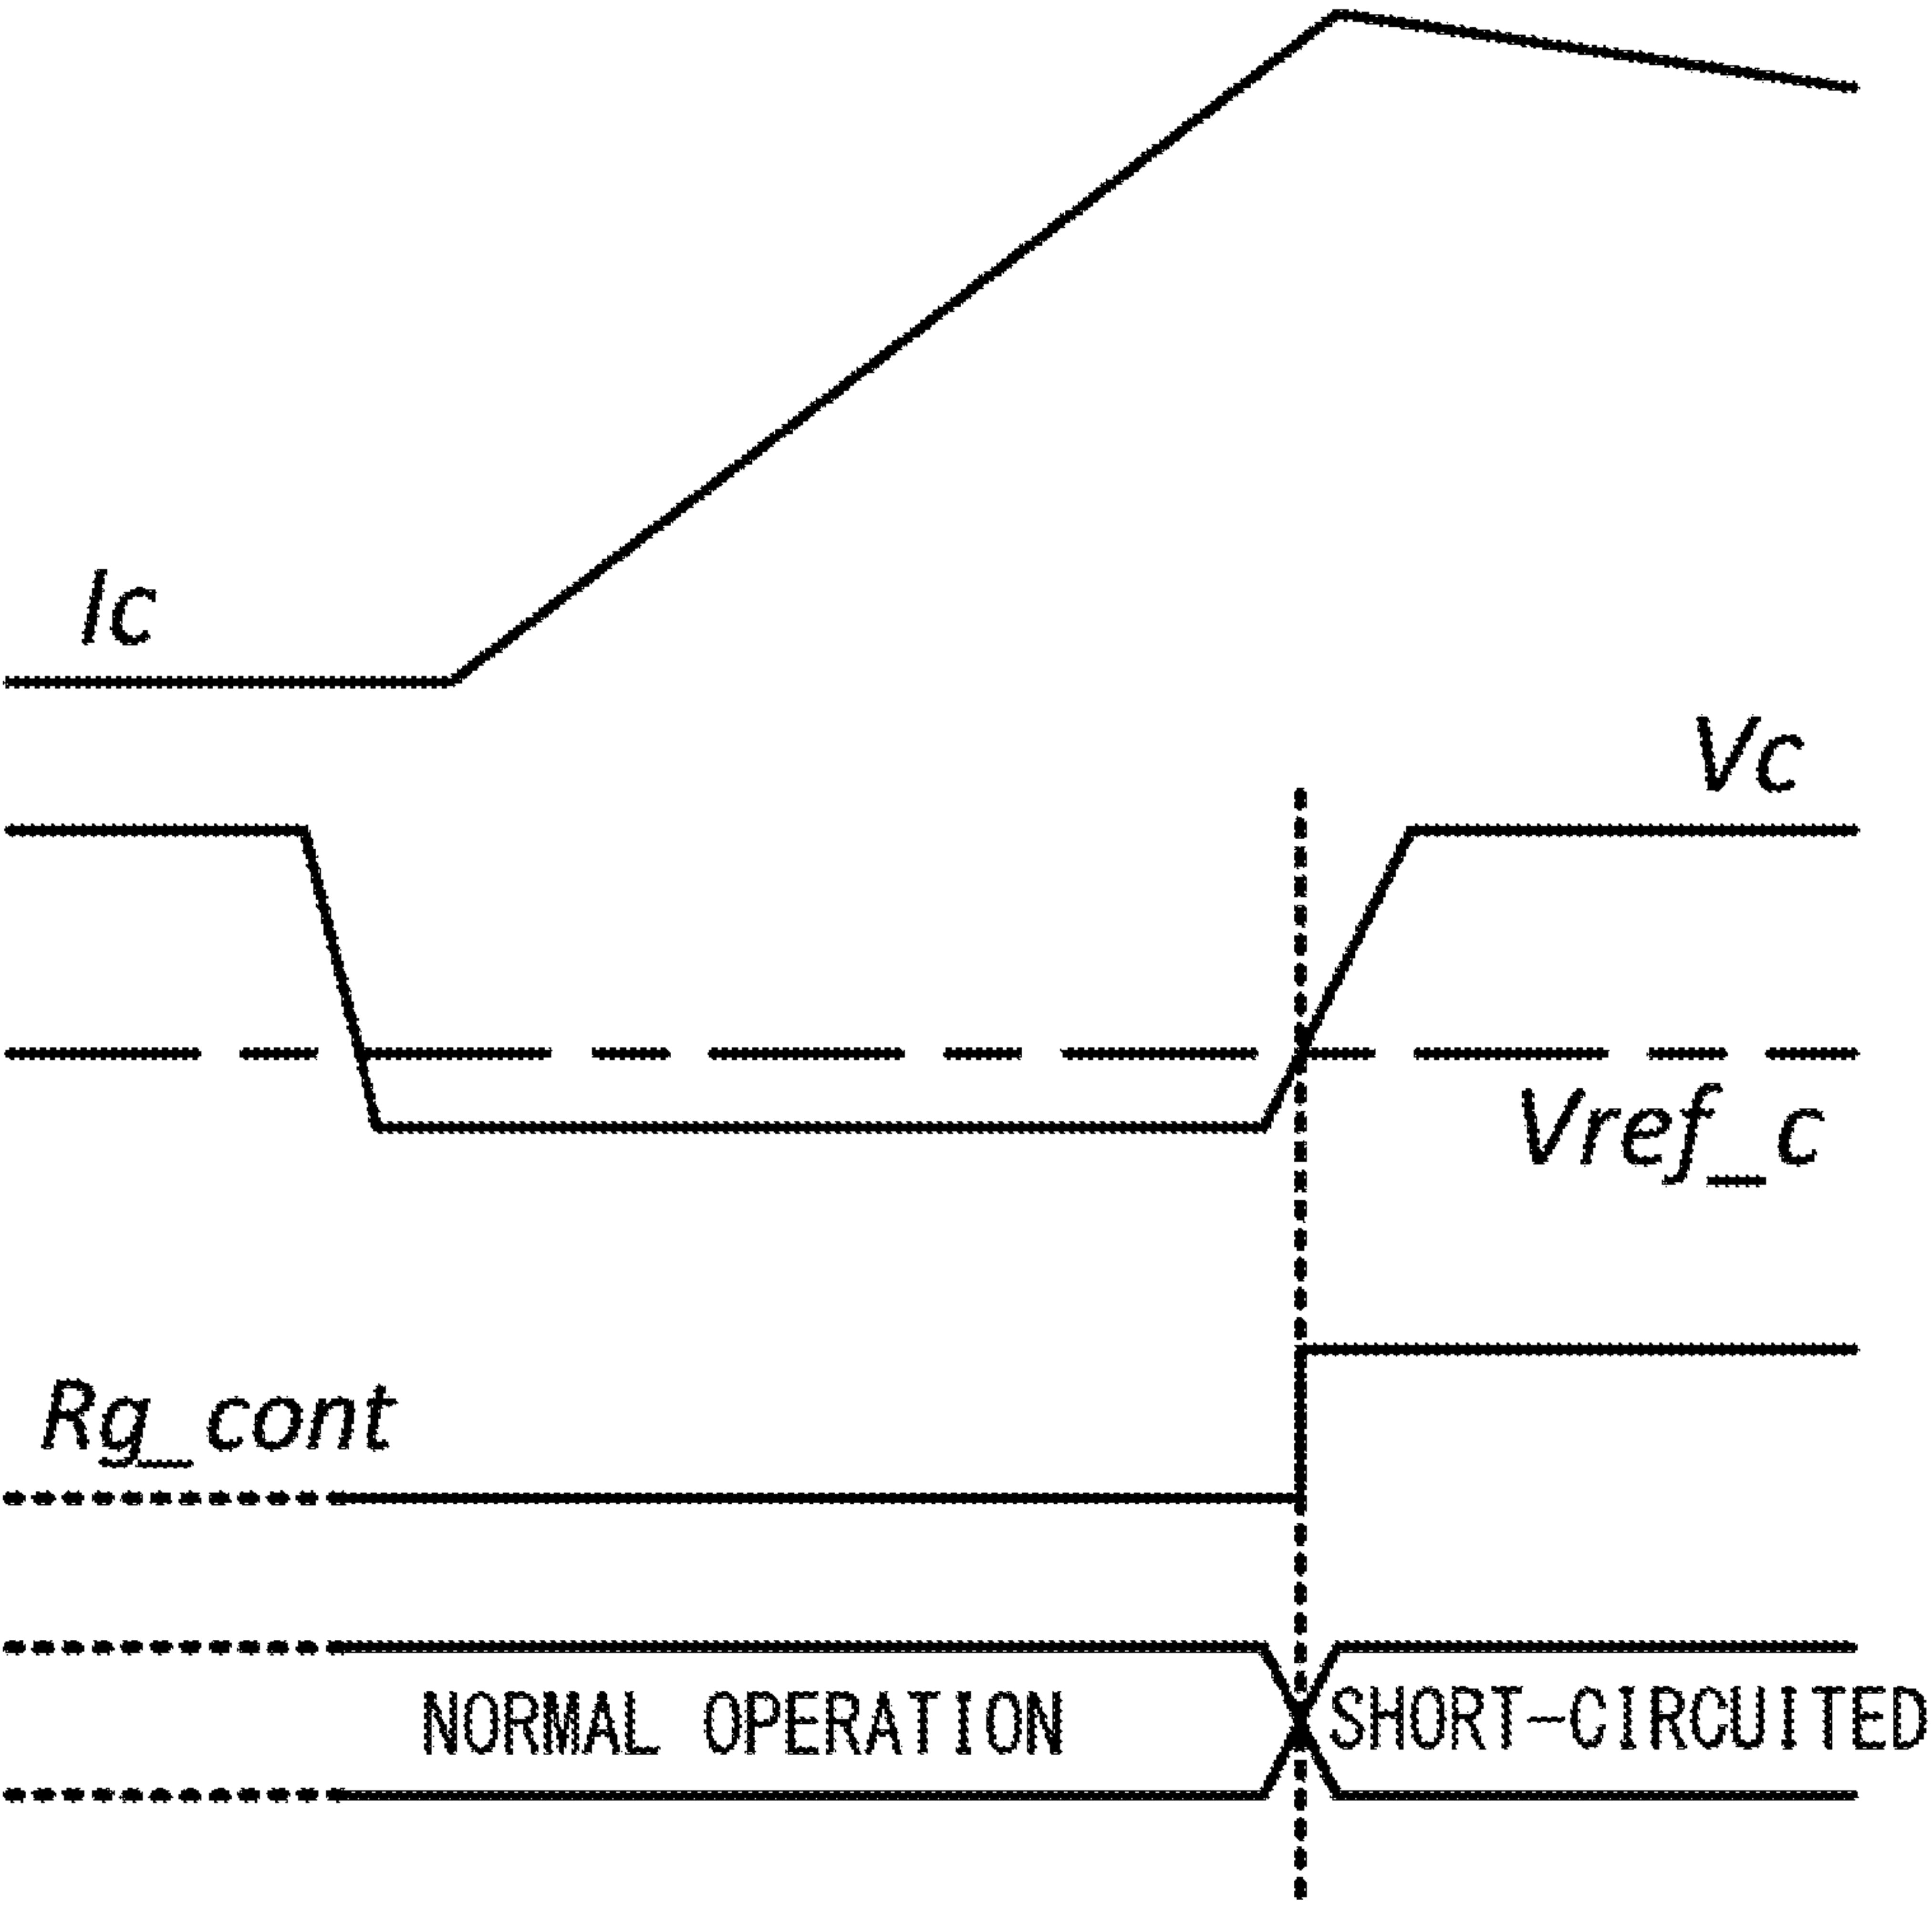 Ic
Vc
Vref_c
Rg_cont
NORMAL OPERATION
SHORT-CIRCUITED